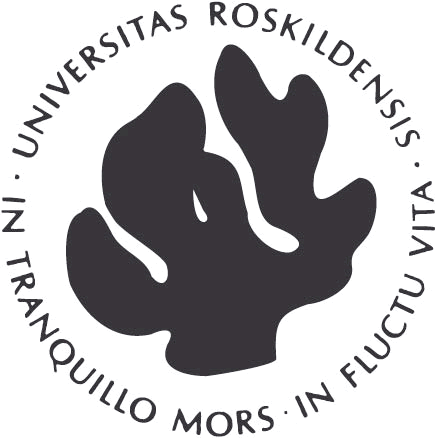 UNIVERSITAS ROSKILDENSIS · IN TRANQUILLO MORS · IN FLUCTU VITA ·